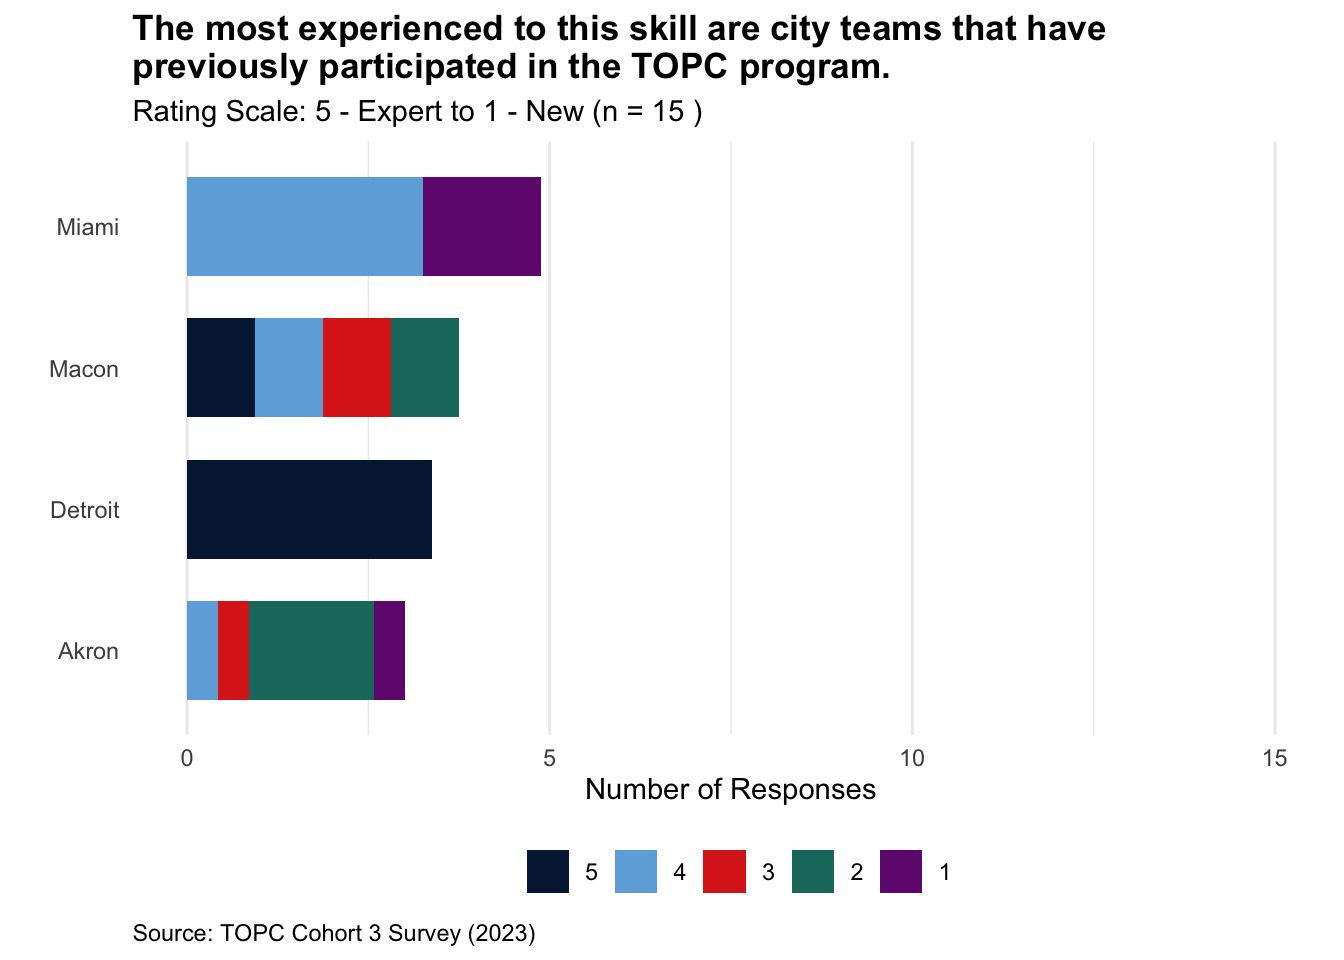 The most experienced to this skill are city teams that have
previously participated in the TOPC program.
Rating Scale: 5 - Expert to 1 - New (n = 15 )
Miami
Macon
Detroit
Akron
0 5 10 15
Number of Responses
5 4 3 2 1
Source: TOPC Cohort 3 Survey (2023)